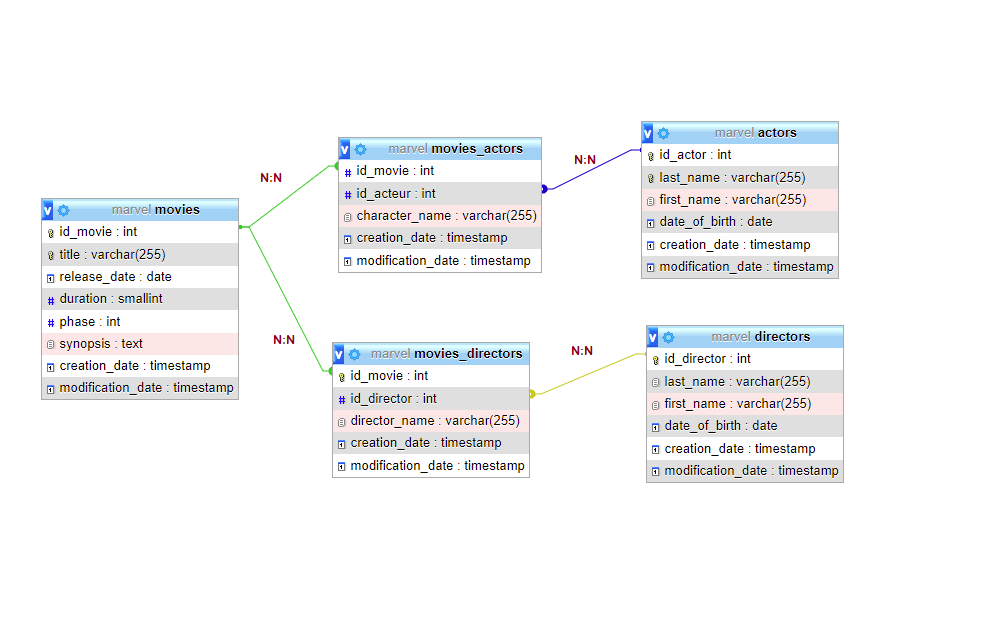 marvel movies
id_movie : int
title : varchar(255)
release_date : date
# duration : smallint
# phase : int
synopsis : text
creation_date : timestamp
modification_date : timestamp
N:N
N:N
v marvel movies_actors
# id_movie : int
# id_acteur : int
character_name : varchar(255)
creation_date : timestamp
modification_date : timestamp
v marvel movies_directors
id_movie : int
# id_director : int
director_name : varchar(255)
creation_date : timestamp
modification_date : timestamp
N:N
N:N
v marvel actors
id_actor : int
last_name : varchar(255)
first_name : varchar(255)
date_of_birth : date
creation_date : timestamp
modification_date : timestamp
v marvel directors
id_director : int
last_name : varchar(255)
first_name : varchar(255)
date_of_birth : date
creation_date : timestamp
modification_date : timestamp